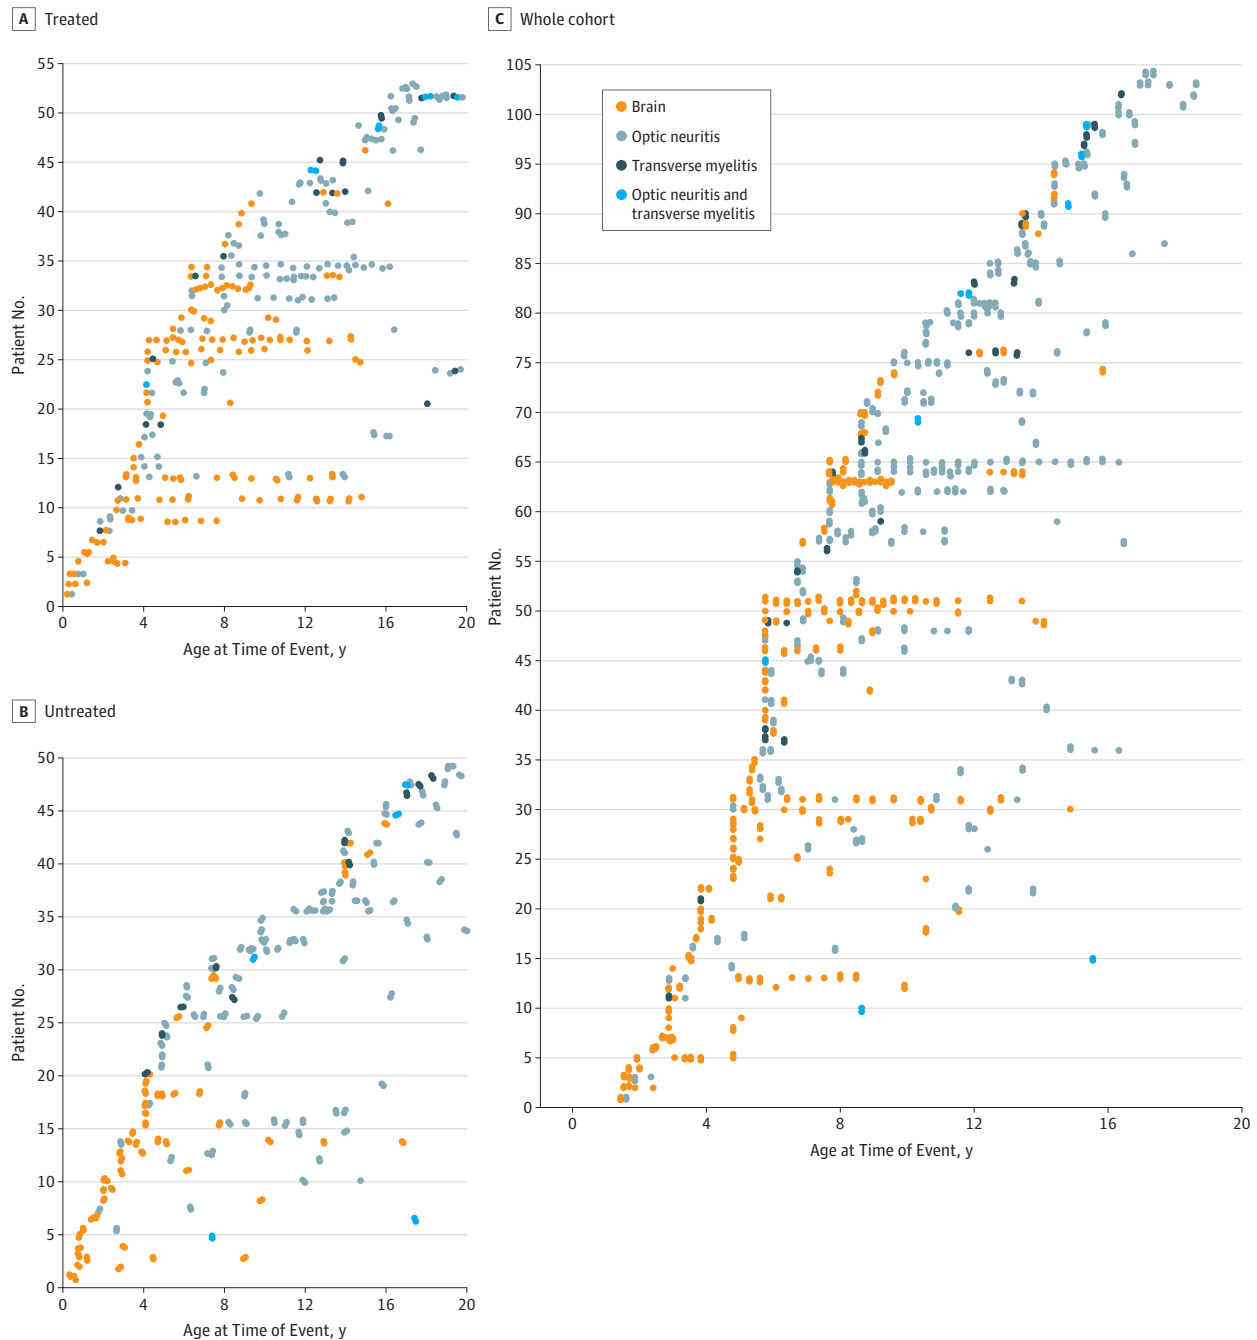 A Treated
55
50
45
40
35
30
25
20
15
10
5
0
Patient No.
0 4 8 12 16 20
Age at Time of Event, y
B Untreated
50
45
40
35
30
25
20
15
10
5
0
Patient No.
0 4 8 12 16 20
Age at Time of Event, y
C Whole cohort
105
100
95
90
85
80
75
70
65
60
55
50
45
40
35
30
25
20
15
10
5
0
Patient No.
0 4 8 12 16 20
Age at Time of Event, y
Brain
Optic neuritis
Transverse myelitis
Optic neuritis and
transverse myelitis